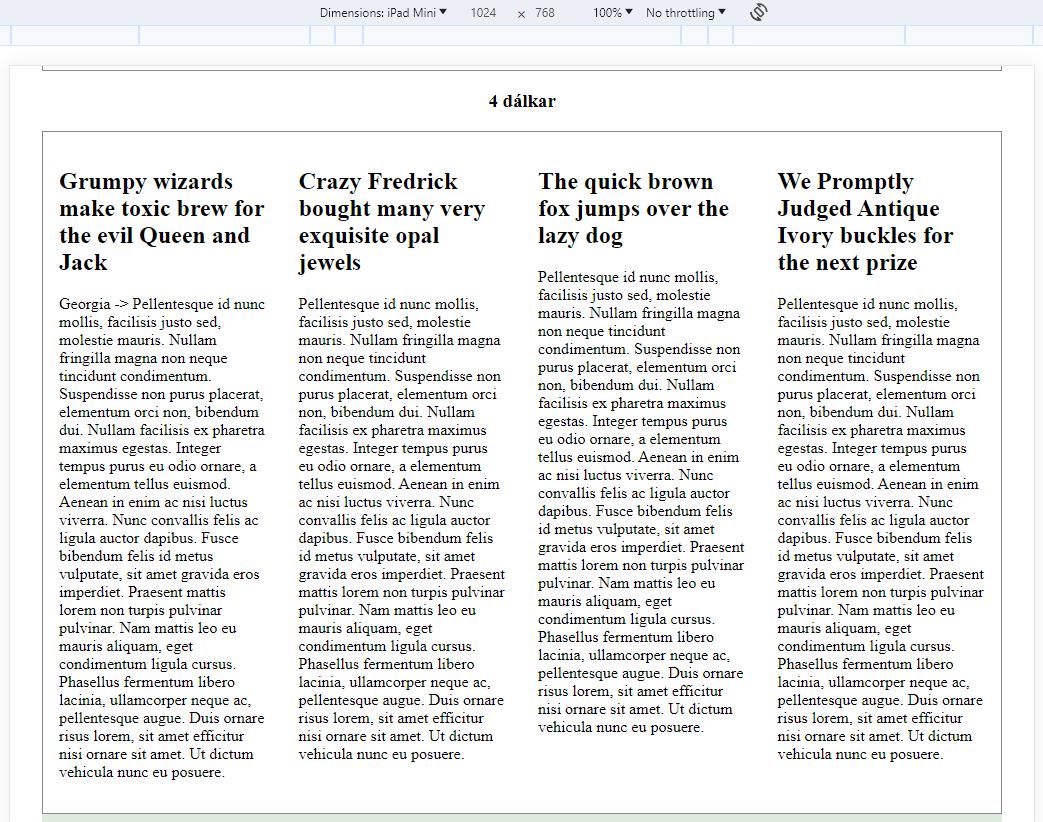 Dimensions: iPad Mini 1024 × 768 100% No throttling
4 dálkar
Grumpy wizards
make toxic brew for
the evil Queen and
Jack
Georgia -> Pellentesque id nunc
mollis, facilisis justo sed,
molestie mauris. Nullam
fringilla magna non neque
tincidunt condimentum.
Suspendisse non purus placerat,
elementum orci non, bibendum
dui. Nullam facilisis ex pharetra
maximus egestas. Integer
tempus purus eu odio ornare, a
elementum tellus euismod.
Aenean in enim ac nisi luctus
viverra. Nunc convallis felis ac
ligula auctor dapibus. Fusce
bibendum felis id metus
vulputate, sit amet gravida eros
imperdiet. Praesent mattis
lorem non turpis pulvinar
pulvinar. Nam mattis leo eu
mauris aliquam, eget
condimentum ligula cursus.
Phasellus fermentum libero
lacinia, ullamcorper neque ac,
pellentesque augue. Duis ornare
risus lorem, sit amet efficitur
nisi ornare sit amet. Ut dictum
vehicula nunc eu posuere.
Crazy Fredrick
bought many very
exquisite opal
jewels
Pellentesque id nunc mollis,
facilisis justo sed, molestie
mauris. Nullam fringilla magna
non neque tincidunt
condimentum. Suspendisse non
purus placerat, elementum orci
non, bibendum dui. Nullam
facilisis ex pharetra maximus
egestas. Integer tempus purus
eu odio ornare, a elementum
tellus euismod. Aenean in enim
ac nisi luctus viverra. Nunc
convallis felis ac ligula auctor
dapibus. Fusce bibendum felis
id metus vulputate, sit amet
gravida eros imperdiet. Praesent
mattis lorem non turpis pulvinar
pulvinar. Nam mattis leo eu
mauris aliquam, eget
condimentum ligula cursus.
Phasellus fermentum libero
lacinia, ullamcorper neque ac,
pellentesque augue. Duis ornare
risus lorem, sit amet efficitur
nisi ornare sit amet. Ut dictum
vehicula nunc eu posuere.
The quick brown
fox jumps over the
lazy dog
Pellentesque id nunc mollis,
facilisis justo sed, molestie
mauris. Nullam fringilla magna
non neque tincidunt
condimentum. Suspendisse non
purus placerat, elementum orci
non, bibendum dui. Nullam
facilisis ex pharetra maximus
egestas. Integer tempus purus
eu odio ornare, a elementum
tellus euismod. Aenean in enim
ac nisi luctus viverra. Nunc
convallis felis ac ligula auctor
dapibus. Fusce bibendum felis
id metus vulputate, sit amet
gravida eros imperdiet. Praesent
mattis lorem non turpis pulvinar
pulvinar. Nam mattis leo eu
mauris aliquam, eget
condimentum ligula cursus.
Phasellus fermentum libero
lacinia, ullamcorper neque ac,
pellentesque augue. Duis ornare
risus lorem, sit amet efficitur
nisi ornare sit amet. Ut dictum
vehicula nunc eu posuere.
We Promptly
Judged Antique
Ivory buckles for
the next prize
Pellentesque id nunc mollis,
facilisis justo sed, molestie
mauris. Nullam fringilla magna
non neque tincidunt
condimentum. Suspendisse non
purus placerat, elementum orci
non, bibendum dui. Nullam
facilisis ex pharetra maximus
egestas. Integer tempus purus
eu odio ornare, a elementum
tellus euismod. Aenean in enim
ac nisi luctus viverra. Nunc
convallis felis ac ligula auctor
dapibus. Fusce bibendum felis
id metus vulputate, sit amet
gravida eros imperdiet. Praesent
mattis lorem non turpis pulvinar
pulvinar. Nam mattis leo eu
mauris aliquam, eget
condimentum ligula cursus.
Phasellus fermentum libero
lacinia, ullamcorper neque ac,
pellentesque augue. Duis ornare
risus lorem, sit amet efficitur
nisi ornare sit amet. Ut dictum
vehicula nunc eu posuere.